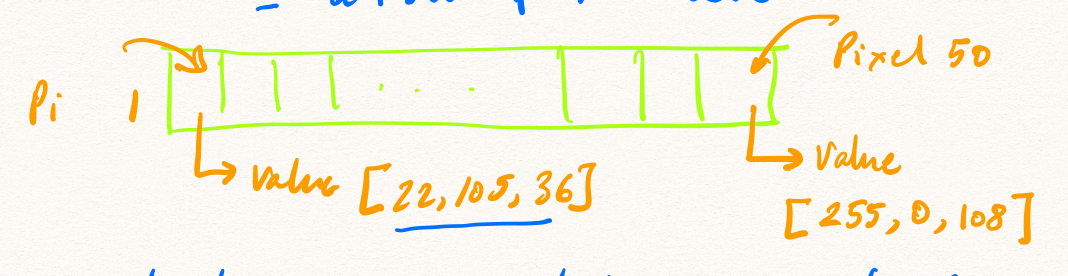 Pixel 50
Pi 1
value [22, 105, 36]
value
[255, 0, 108]